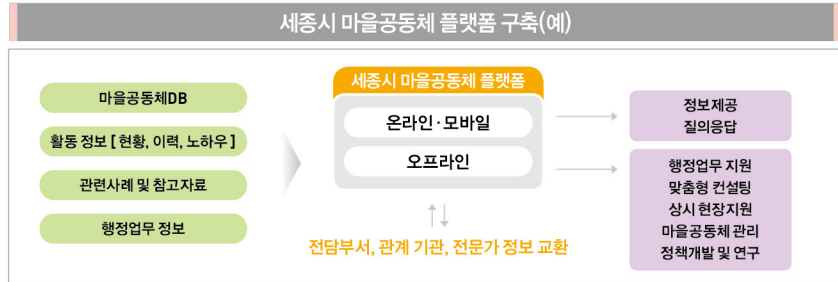 세종시 마을공동체 플랫폼 구축(예)
마을공동체DB
활동 정보 [ 현황, 이력, 노하우 ]
관련사례 및 참고자료
행정업무 정보
세종시 마을공동체 플랫폼
온라인·모바일
오프라인
전담부서, 관계 기관, 전문가 정보 교환
정보제공
질의응답
행정업무 지원
맞춤형 컨설팅
상시 현장지원
마을공동체 관리
정책개발 및 연구